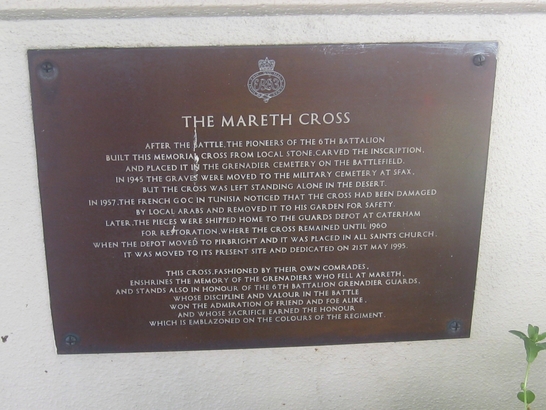 THE MARETH CROSS
AFTER THE BATTLE, THE PIONEERS OF THE 6TH BATTALION
BUILT THIS MEMORIAL CROSS FROM LOCAL STONE, CARVED THE INSCRIPTION,
AND PLACED IT IN THE GRENADIER CEMETERY ON THE BATTLEFIELD.
IN 1945 THE GRAVES WERE MOVED TO THE MILITARY CEMETERY AT SFAX,
BUT THE CROSS WAS LEFT STANDING ALONE IN THE DESERT.
IN 1957, THE FRENCH G.O.C IN TUNISIA NOTICED THAT THE CROSS HAD BEEN DAMAGED
BY LOCAL ARABS AND REMOVED IT TO HIS GARDEN FOR SAFETY.
LATER, THE PIECES WERE SHIPPED HOME TO THE GUARDS DEPOT AT CATERHAM
FOR RESTORATION, WHERE THE CROSS REMAINED UNTIL 1960
WHEN THE DEPOT MOVED TO PIRBRIGHT AND IT WAS PLACED IN ALL SAINTS CHURCH.
IT WAS MOVED TO ITS PRESENT SITE AND DEDICATED ON 21ST MAY 1995.
THIS CROSS, FASHIONED BY THEIR OWN COMRADES,
ENSHRINES THE MEMORY OF THE GRENADIERS WHO FELL AT MARETH,
AND STANDS ALSO IN HONOUR OF THE 6TH BATTALION GRENADIER GUARDS,
WHOSE DISCIPLINE AND VALOUR IN THE BATTLE
WON THE ADMIRATION OF FRIEND AND FOE ALIKE,
AND WHOSE SACRIFICE EARNED THE HONOUR
WHICH IS EMBLAZONED ON THE COLOURS OF THE REGIMENT.